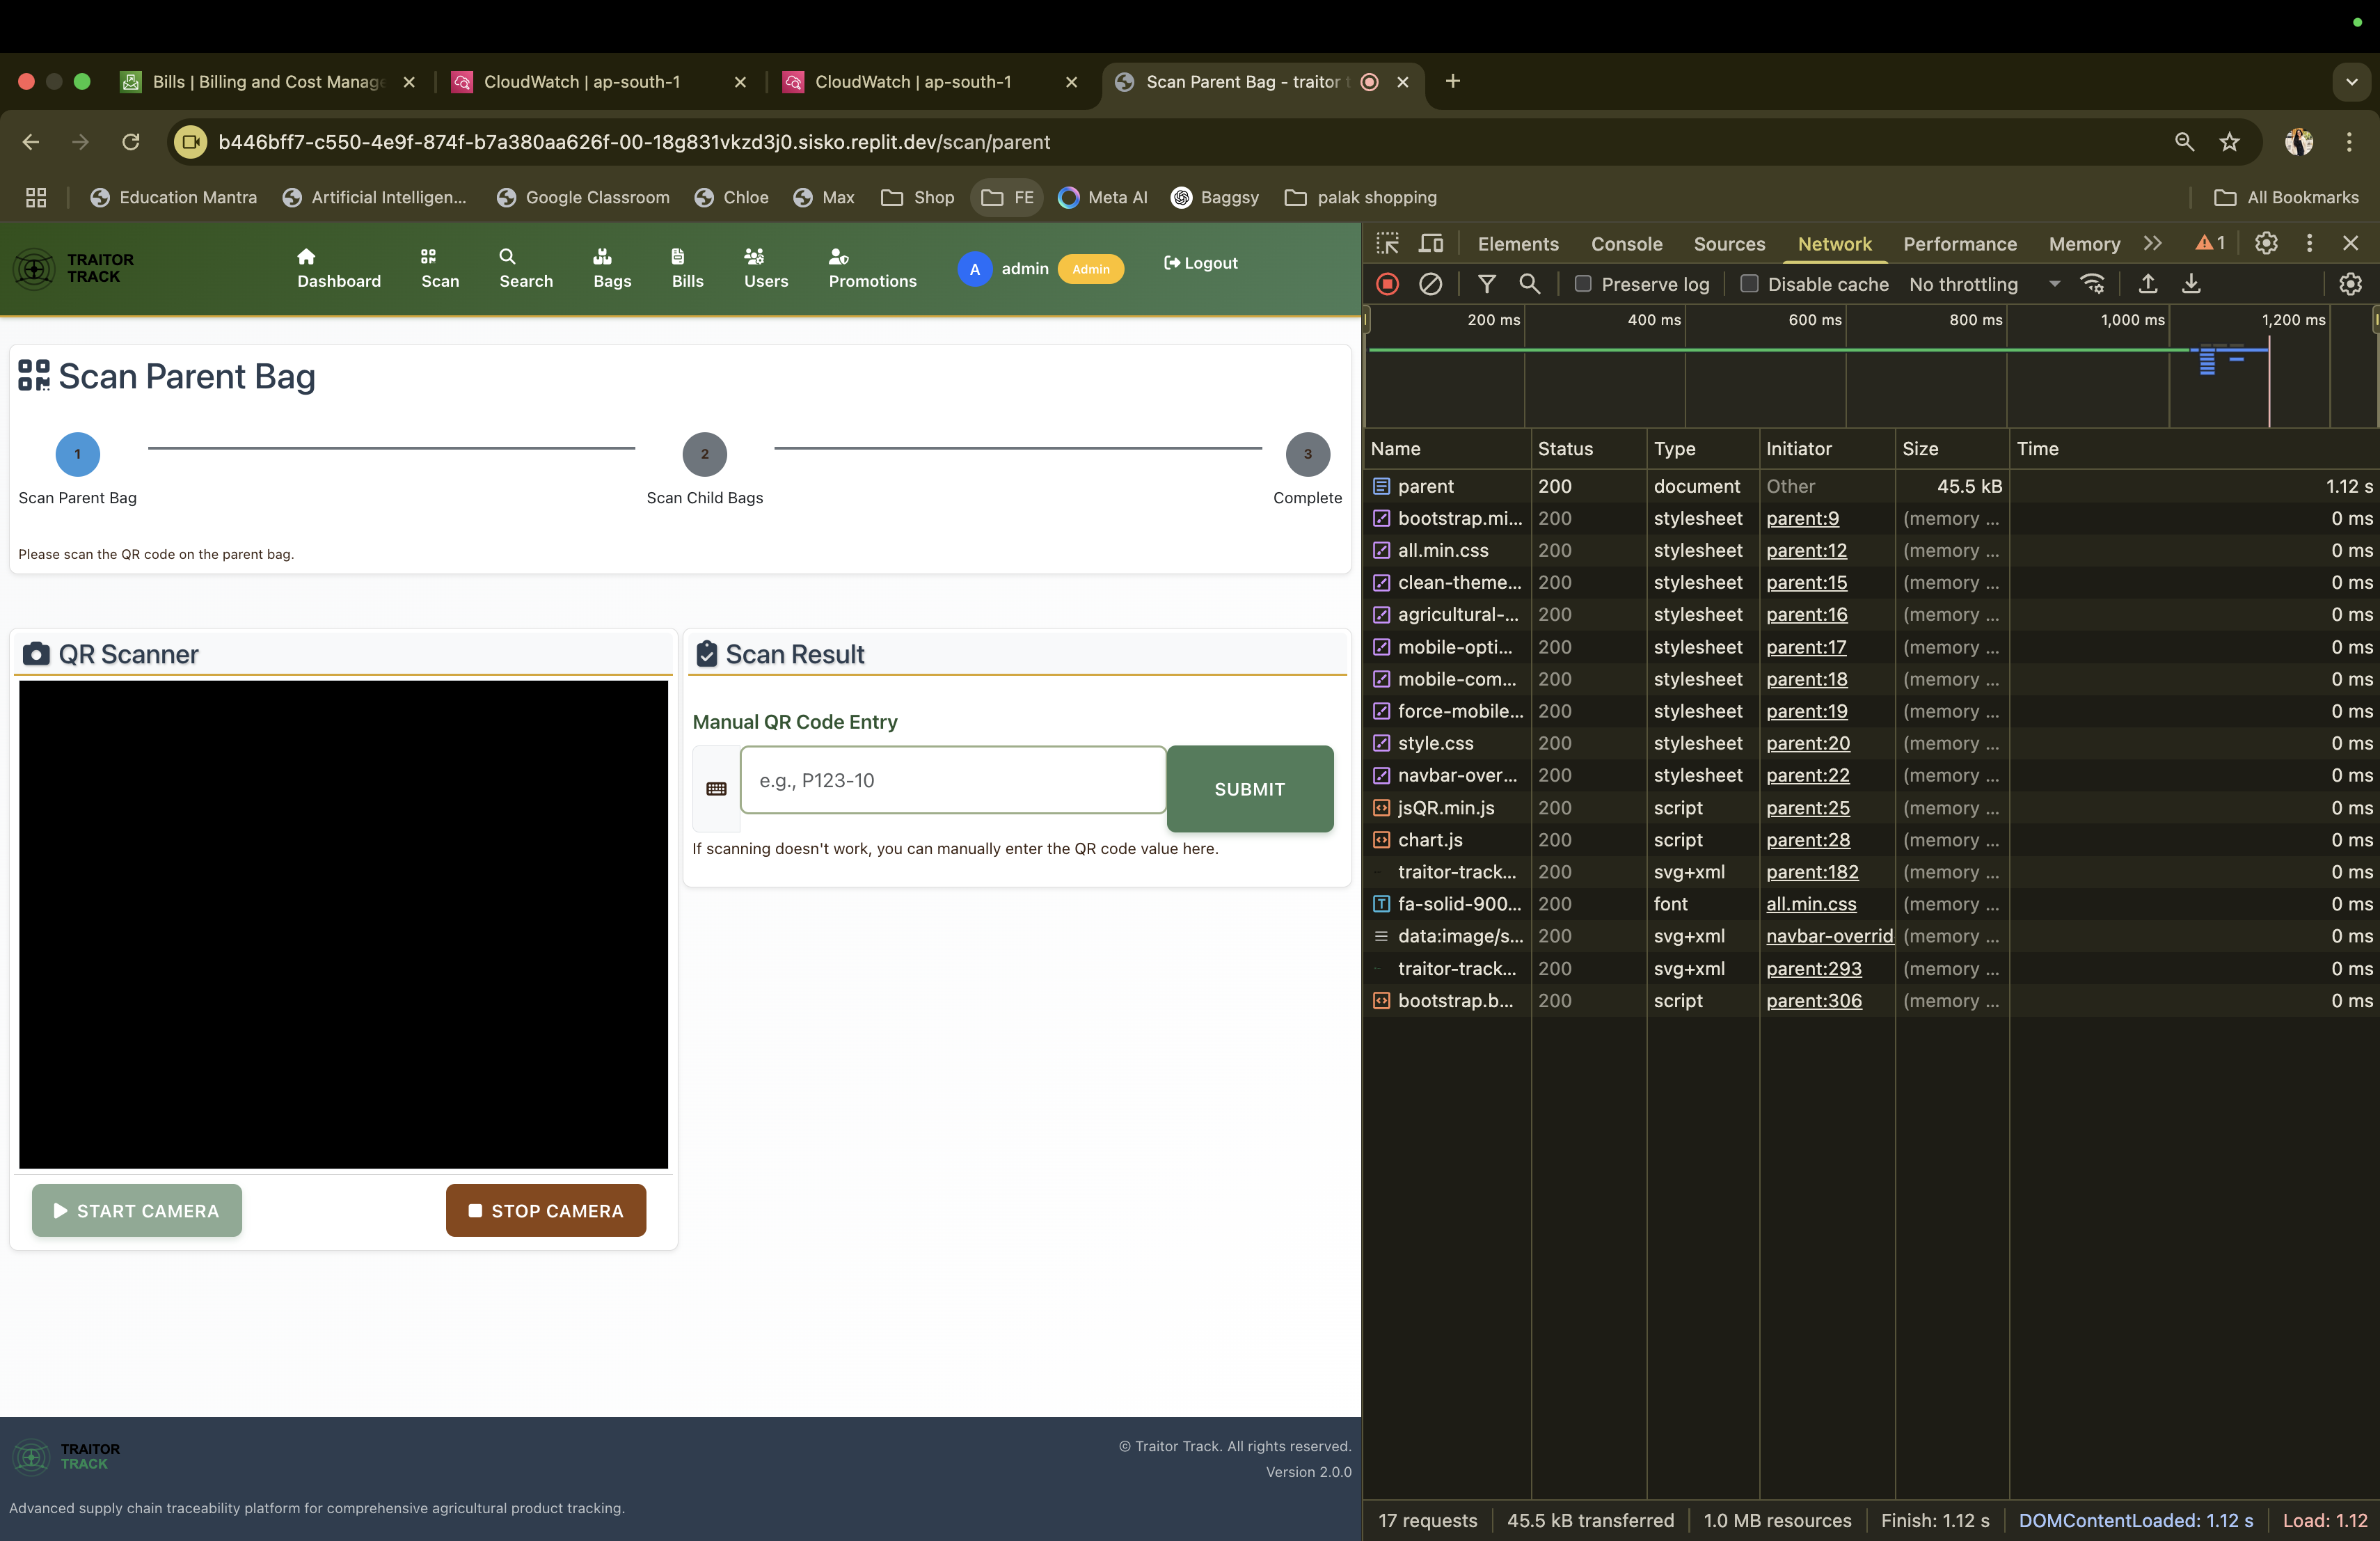 Bills | Billing and Cost Manage
CloudWatch | ap-south-1
CloudWatch | ap-south-1
Scan Parent Bag - traitor t
b446bff7-c550-4e9f-874f-b7a380aa626f-00-18g831vkzd3j0.sisko.replit.dev/scan/parent
Education Mantra
Artificial Intelligen...
Google Classroom
Chloe
Max
Shop
FE
Meta AI
Baggsy
palak shopping
All Bookmarks
TRAITOR
TRACK
Dashboard
Scan
Search
Bags
Bills
Users
Promotions
A
admin
Admin
Logout
Scan Parent Bag
1
2
3
Scan Parent Bag
Scan Child Bags
Complete
Please scan the QR code on the parent bag.
QR Scanner
START CAMERA
STOP CAMERA
Scan Result
Manual QR Code Entry
e.g., P123-10
SUBMIT
If scanning doesn't work, you can manually enter the QR code value here.
TRAITOR
TRACK
© Traitor Track. All rights reserved.
Version 2.0.0
Advanced supply chain traceability platform for comprehensive agricultural product tracking.
Elements Console Sources Network Performance Memory 1
Preserve log Disable cache No throttling
200 ms 400 ms 600 ms 800 ms 1,000 ms 1,200 ms
Name Status Type Initiator Size Time
parent 200 document Other 45.5 kB 1.12 s
bootstrap.mi... 200 stylesheet parent:9 (memory ... 0 ms
all.min.css 200 stylesheet parent:12 (memory ... 0 ms
clean-theme... 200 stylesheet parent:15 (memory ... 0 ms
agricultural-... 200 stylesheet parent:16 (memory ... 0 ms
mobile-opti... 200 stylesheet parent:17 (memory ... 0 ms
mobile-com... 200 stylesheet parent:18 (memory ... 0 ms
force-mobile... 200 stylesheet parent:19 (memory ... 0 ms
style.css 200 stylesheet parent:20 (memory ... 0 ms
navbar-over... 200 stylesheet parent:22 (memory ... 0 ms
jsQR.min.js 200 script parent:25 (memory ... 0 ms
chart.js 200 script parent:28 (memory ... 0 ms
traitor-track... 200 svg+xml parent:182 (memory ... 0 ms
fa-solid-900... 200 font all.min.css (memory ... 0 ms
data:image/s... 200 svg+xml navbar-overrid (memory ... 0 ms
traitor-track... 200 svg+xml parent:293 (memory ... 0 ms
bootstrap.b... 200 script parent:306 (memory ... 0 ms
17 requests 45.5 kB transferred 1.0 MB resources Finish: 1.12 s DOMContentLoaded: 1.12 s Load: 1.12